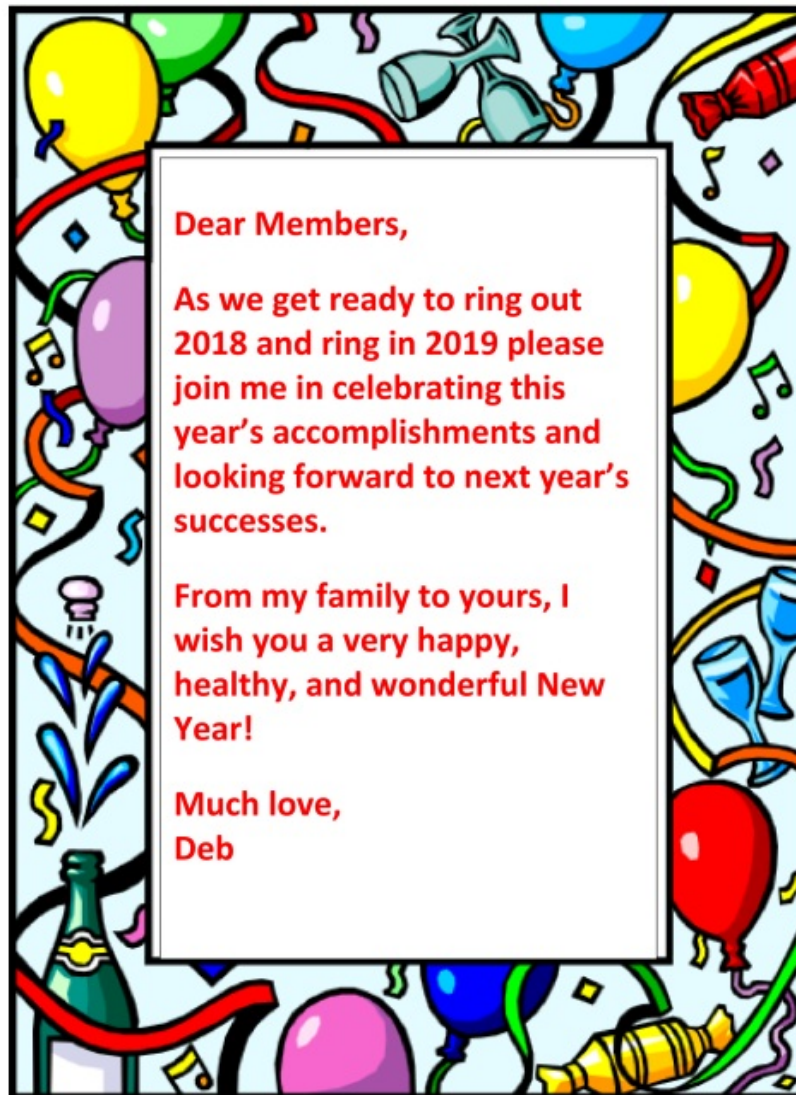 Dear Members,
As we get ready to ring out
2018 and ring in 2019 please
join me in celebrating this
year’s accomplishments and
looking forward to next year’s
successes.
From my family to yours, I
wish you a very happy,
healthy, and wonderful New
Year!
Much love,
Deb